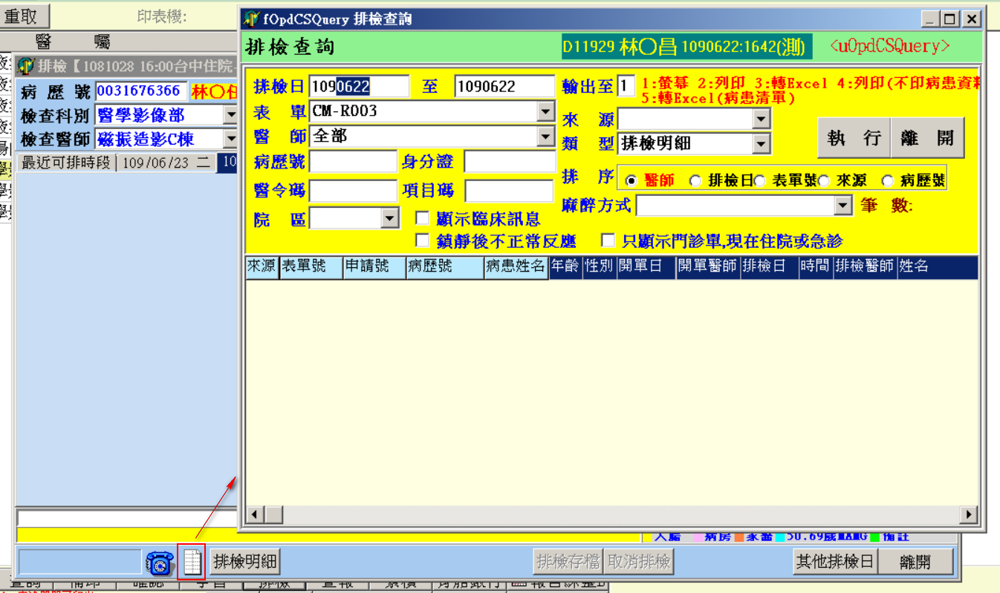 重取 印表機:
醫 囑
fOpdCSQuery 排檢查詢
排檢查詢 D11929 林〇昌 1090622:1642(測) <uOpdCSQuery>
排檢【1081028 16:00台中住院
病 歷 號 0031676366 林〇
檢查科別 醫學影像部
檢查醫師 磁振造影C棟
最近可排時段 109/06/23 二 10
排檢日 1090622 至 1090622 輸出至 1 1:螢幕 2:列印 3:轉Excel 4:列印(不印病患資料
5:轉Excel(病患清單)
表 單 CM-R003 來 源
醫 師 全部 類 型 排檢明細 執 行 離 開
病歷號 身分證
排 序 醫師 排檢日 表單號 來源 病歷號
醫令碼 項目碼
麻醉方式 筆 數:
院 區 顯示臨床訊息
鎮靜後不正常反應 只顯示門診單,現在住院或急診
來源 表單號 申請號 病歷號 病患姓名 年齡 性別 開單日 開單醫師 排檢日 時間 排檢醫師 姓名
病房 50.69歲MAMG 備註
排檢明細 排檢存檔 取消排檢 其他排檢日 離開